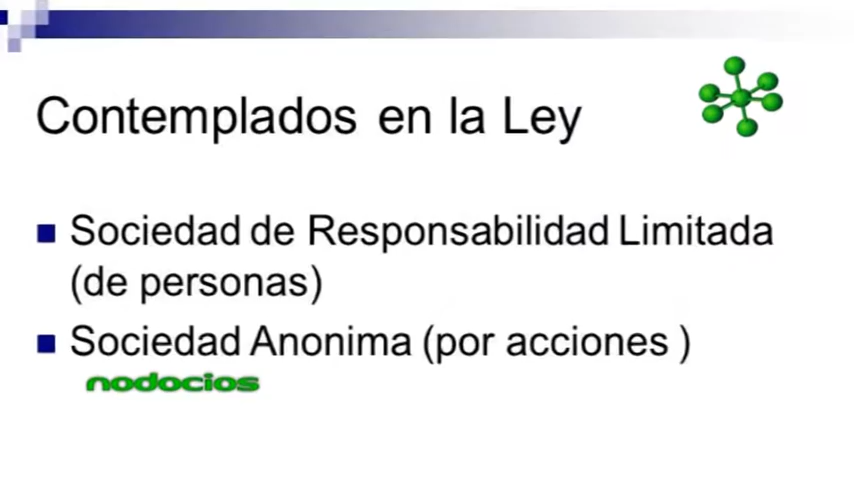 Contemplados en la Ley
Sociedad de Responsabilidad Limitada
(de personas)
Sociedad Anonima (por acciones )
nodocios